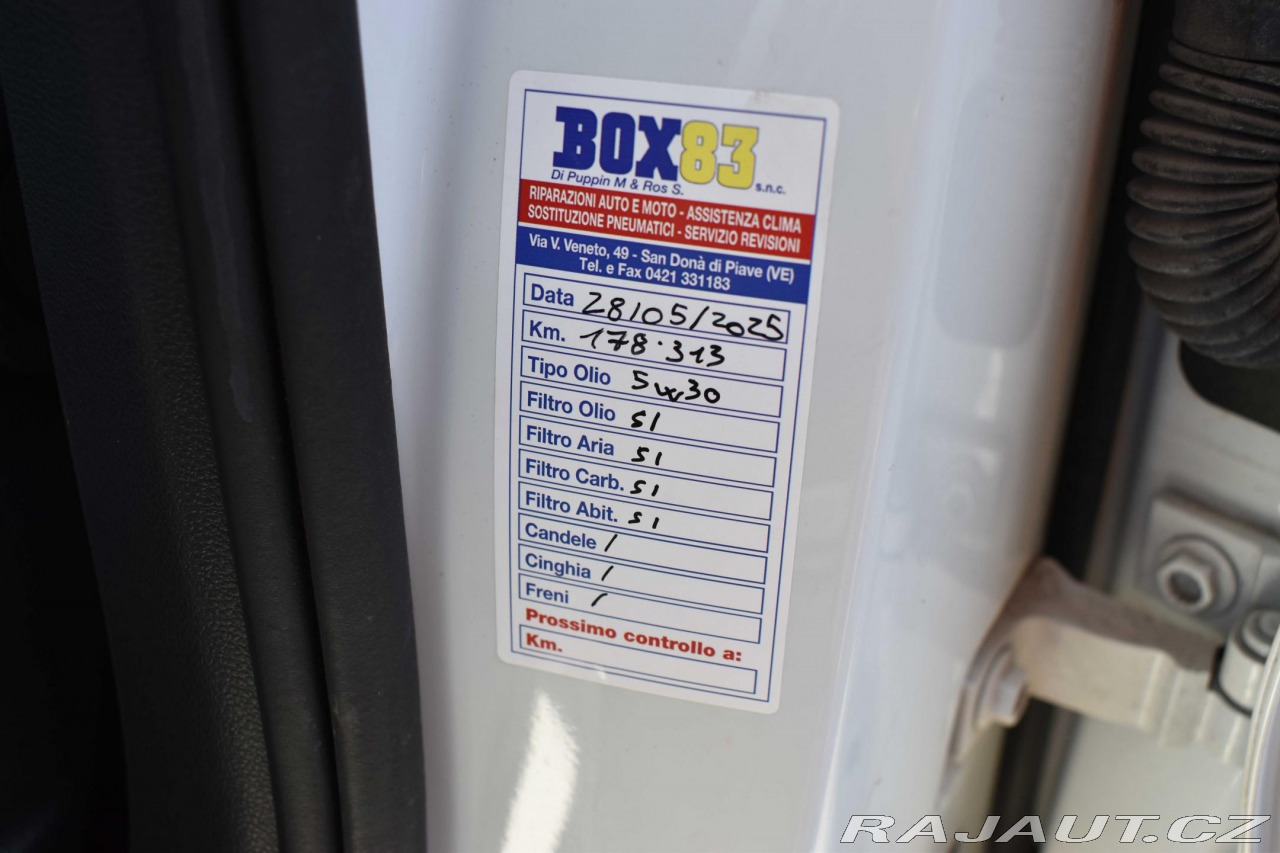 BOX83
Di Puppin M & Ros S. s.n.c.
RIPARAZIONI AUTO E MOTO - ASSISTENZA CLIMA
SOSTITUZIONE PNEUMATICI - SERVIZIO REVISIONI
Via V. Veneto, 49 - San Donà di Piave (VE)
Tel. e Fax 0421 331183
Data 28/05/2025
Km. 178.313
Tipo Olio 5w30
Filtro Olio SI
Filtro Aria SI
Filtro Carb. SI
Filtro Abit. SI
Candele /
Cinghia /
Freni /
Prossimo controllo a:
Km.
RAJAUT.CZ